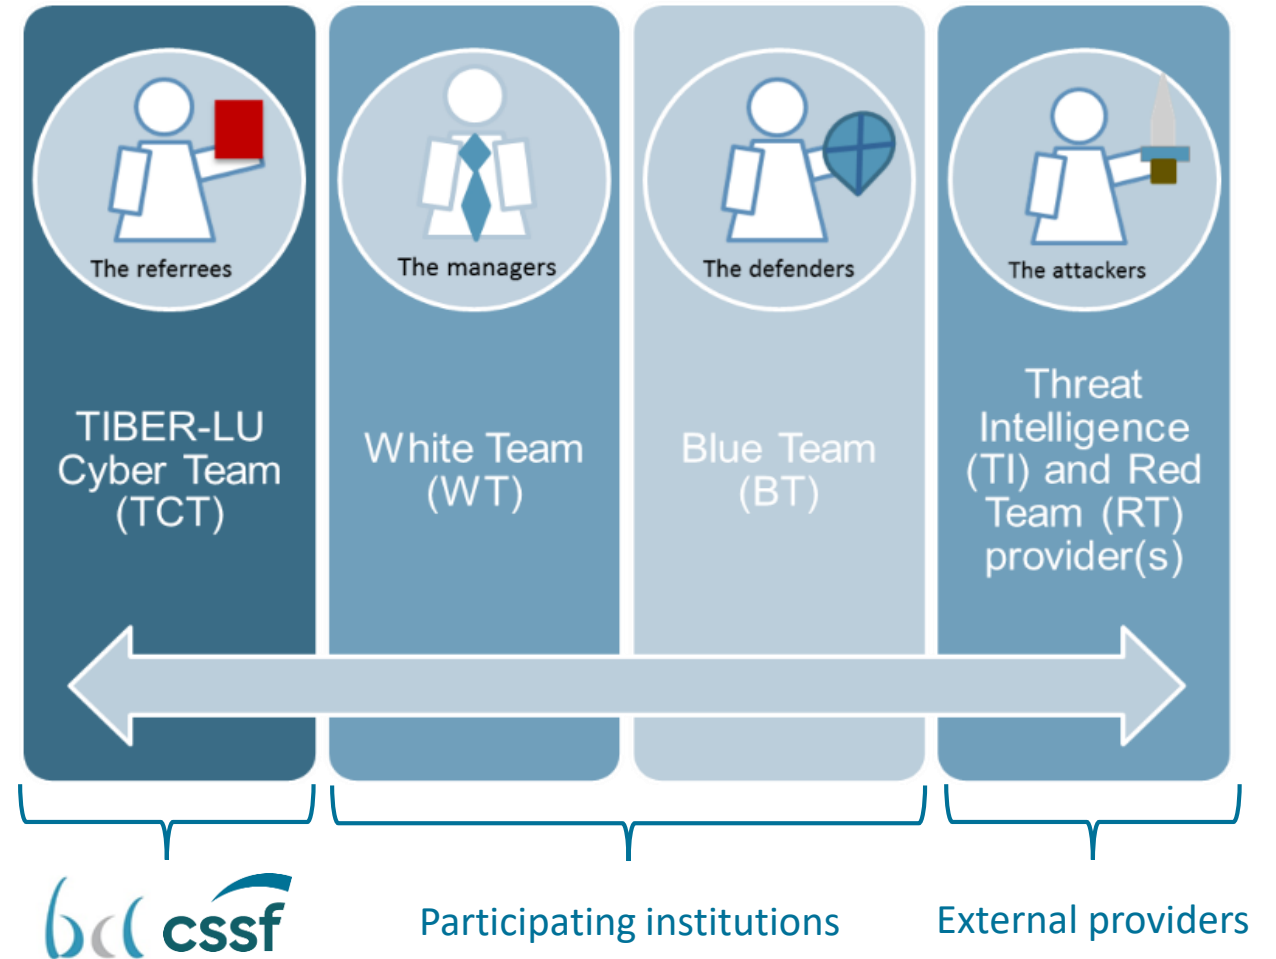 The referrees
The managers
The defenders
The attackers
TIBER-LU
Cyber Team
(TCT)
White Team
(WT)
Blue Team
(BT)
Threat
Intelligence
(TI) and Red
Team (RT)
provider(s)
bcl
cssf
Participating institutions
External providers